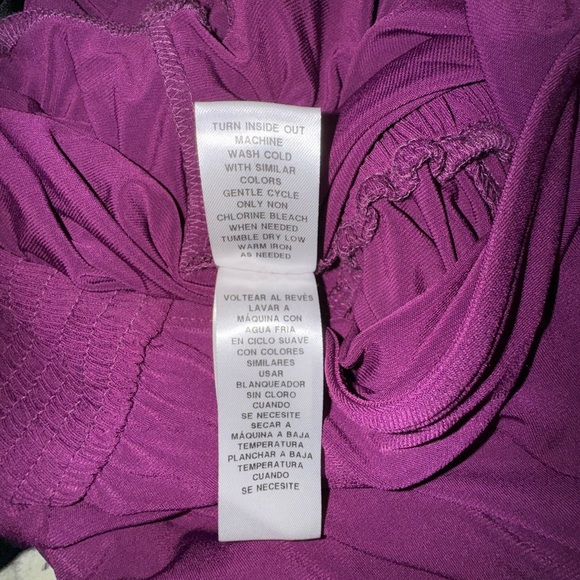 TURN INSIDE OUT
MACHINE
WASH COLD
WITH SIMILAR
COLORS
GENTLE CYCLE
ONLY NON
CHLORINE BLEACH
WHEN NEEDED
TUMBLE DRY LOW
WARM IRON
AS NEEDED
VOLTEAR AL REVÉS
LAVAR A
MÁQUINA CON
AGUA FRIA
EN CICLO SUAVE
CON COLORES
SIMILARES
USAR
BLANQUEADOR
SIN CLORO
CUANDO
SE NECESITE
SECAR A
MÁQUINA A BAJA
TEMPERATURA
PLANCHAR A BAJA
TEMPERATURA
CUANDO
SE NECESITE